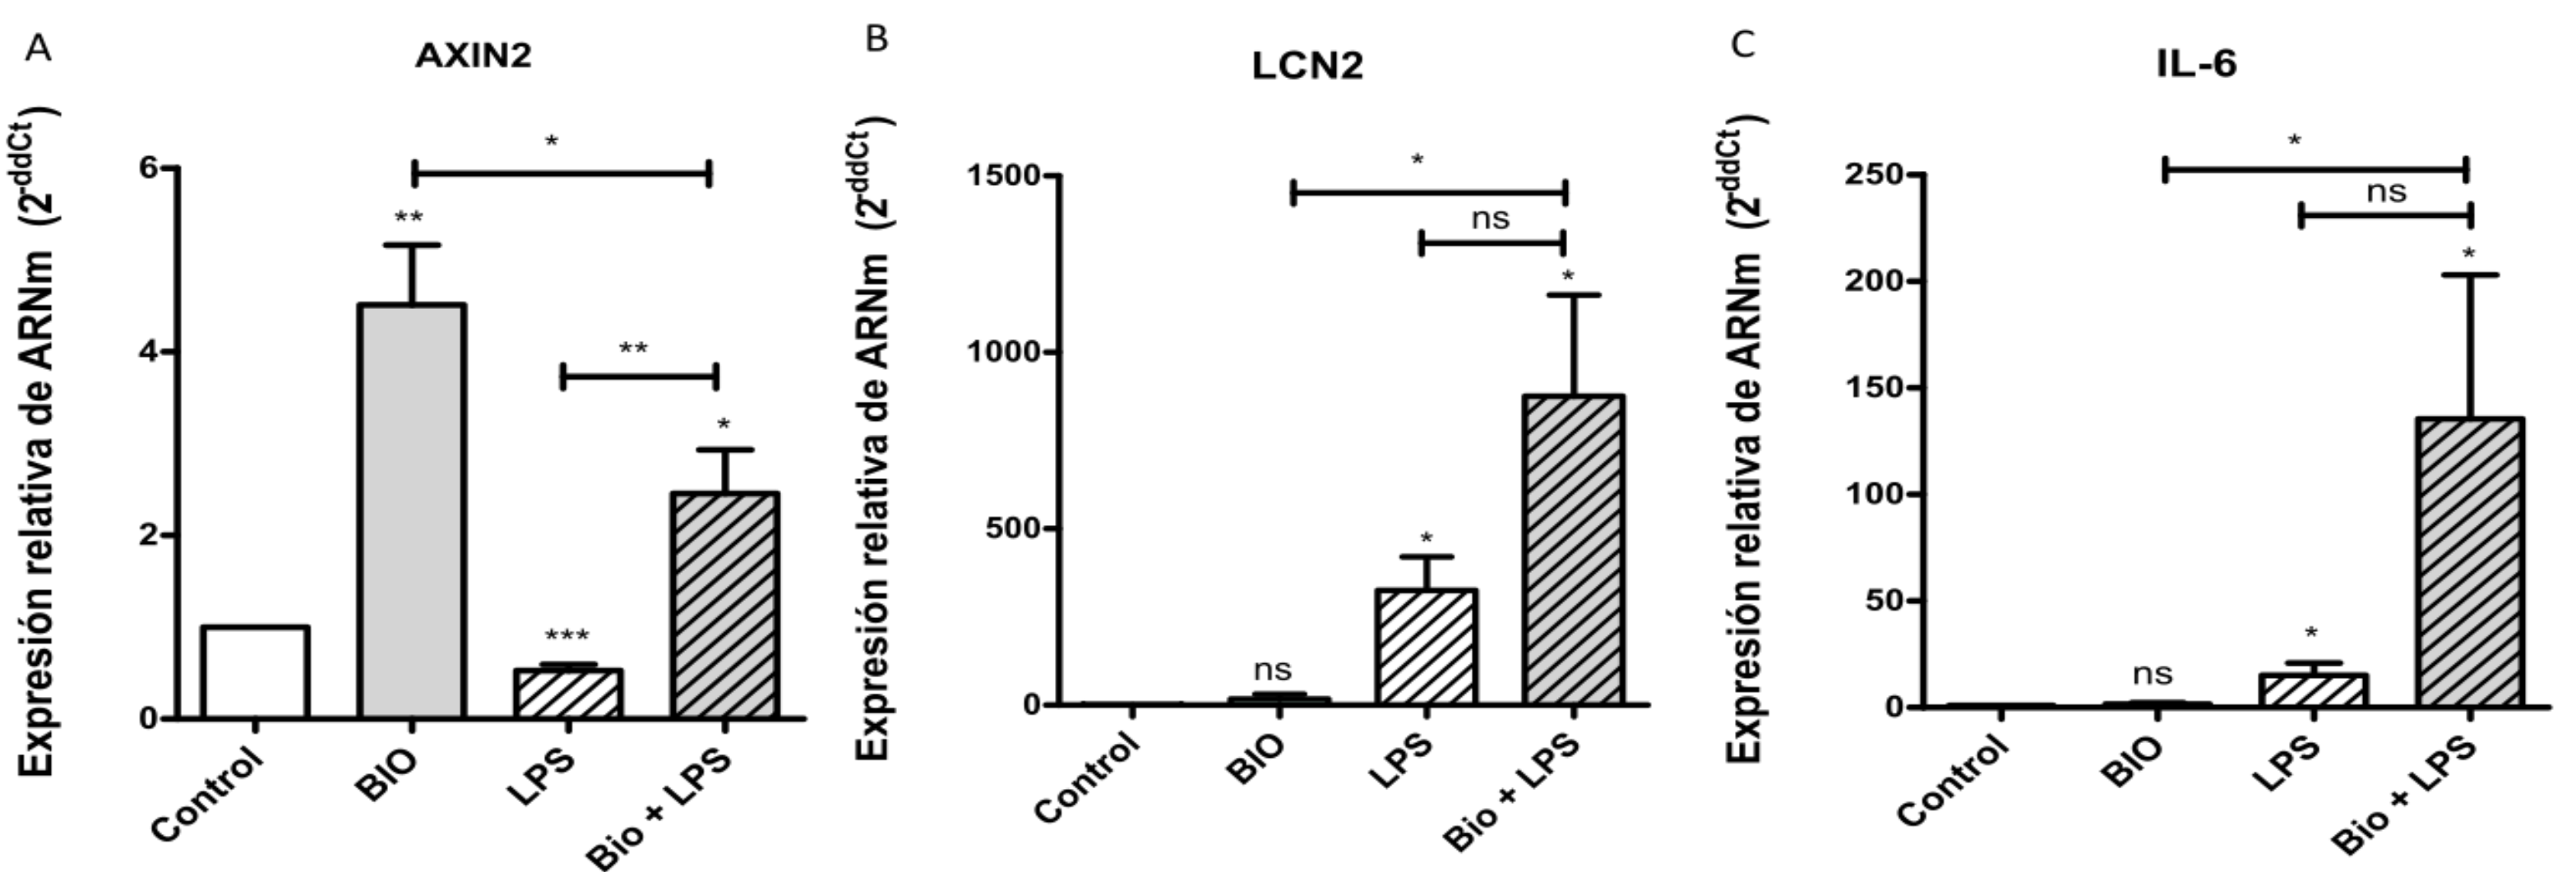 A
AXIN2
Expresión relativa de ARNm (2-ddCt)
6
4
2
0
*
**
**
*
***
Control
BIO
LPS
Bio + LPS
B
LCN2
Expresión relativa de ARNm (2-ddCt)
1500
1000
500
0
*
ns
*
*
ns
Control
BIO
LPS
Bio + LPS
C
IL-6
Expresión relativa de ARNm (2-ddCt)
250
200
150
100
50
0
*
ns
*
*
ns
Control
BIO
LPS
Bio + LPS